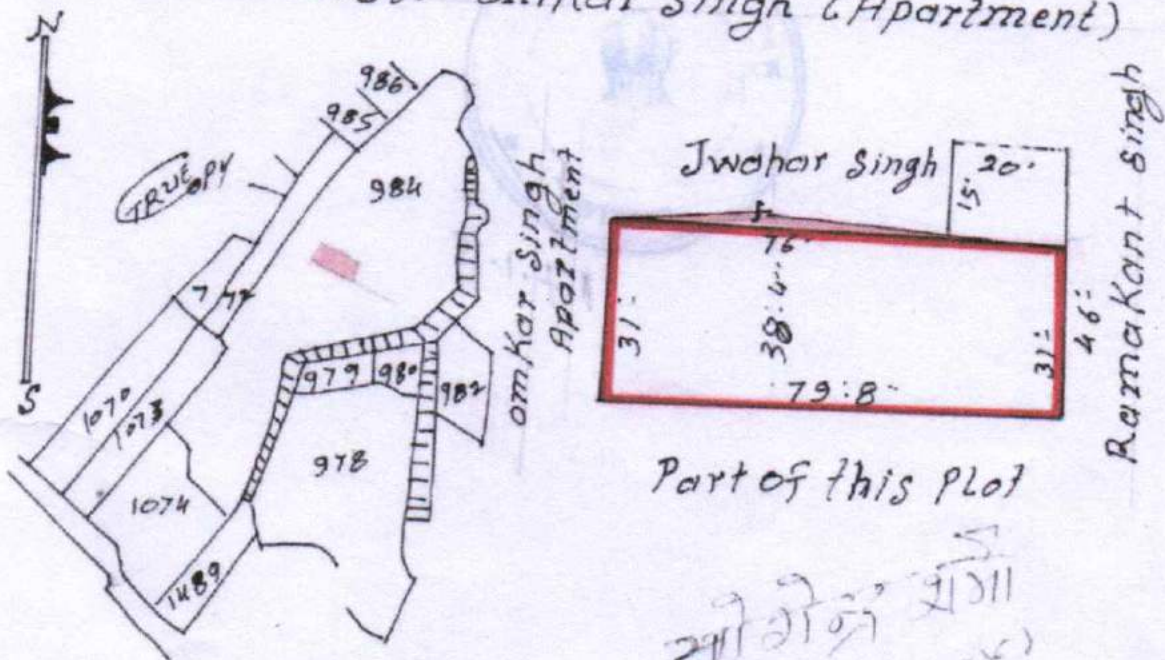 Singh (Apartment)
N
986
985
984
TRUE
PY
Jwahar Singh
20'
15'
OmKar Singh
Apartment
76'
31'
38'4"
31'
46'
79'8"
RamaKant Singh
979
980
982
S
1070
1073
978
1074
1489
Part of this Plot